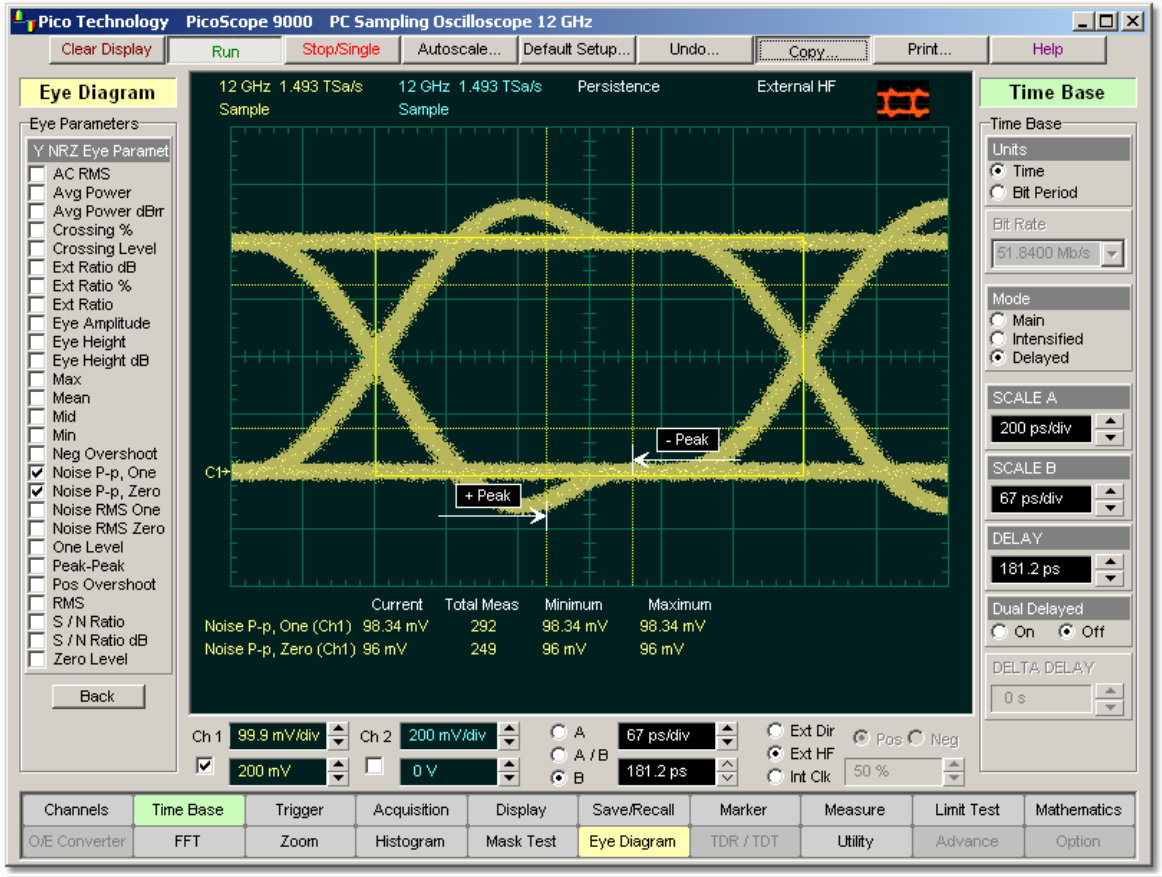 Pico Technology PicoScope 9000 PC Sampling Oscilloscope 12 GHz
Clear Display Run Stop/Single Autoscale... Default Setup... Undo... Copy... Print... Help
Eye Diagram
Eye Parameters
Y NRZ Eye Paramet
AC RMS
Avg Power
Avg Power dBm
Crossing %
Crossing Level
Ext Ratio dB
Ext Ratio %
Ext Ratio
Eye Amplitude
Eye Height
Eye Height dB
Max
Mean
Mid
Min
Neg Overshoot
Noise P-p, One
Noise P-p, Zero
Noise RMS One
Noise RMS Zero
One Level
Peak-Peak
Pos Overshoot
RMS
S / N Ratio
S / N Ratio dB
Zero Level
Back
12 GHz 1.493 TSa/s 12 GHz 1.493 TSa/s Persistence External HF
Sample Sample
C1
- Peak
+ Peak
Current Total Meas Minimum Maximum
Noise P-p, One (Ch1) 98.34 mV 292 98.34 mV 98.34 mV
Noise P-p, Zero (Ch1) 96 mV 249 96 mV 96 mV
Time Base
Time Base
Units
Time
Bit Period
Bit Rate
51.8400 Mb/s
Mode
Main
Intensified
Delayed
SCALE A
200 ps/div
SCALE B
67 ps/div
DELAY
181.2 ps
Dual Delayed
On Off
DELTA DELAY
0 s
Ch 1 99.9 mV/div Ch 2 200 mV/div A 67 ps/div Ext Dir Pos Neg
A / B Ext HF
200 mV 0 V B 181.2 ps Int Clk 50 %
Channels Time Base Trigger Acquisition Display Save/Recall Marker Measure Limit Test Mathematics
O/E Converter FFT Zoom Histogram Mask Test Eye Diagram TDR / TDT Utility Advance Option